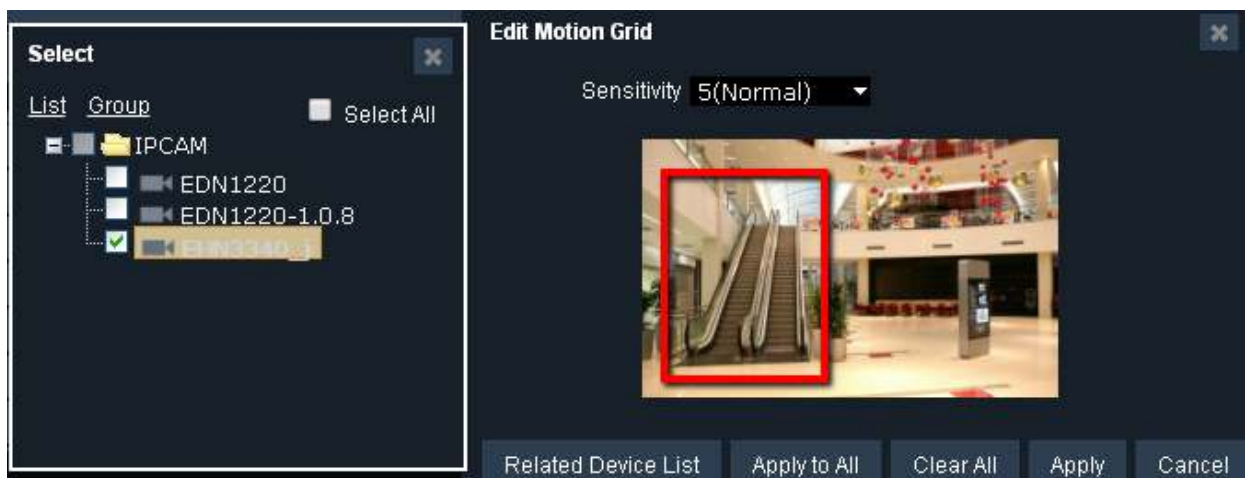 Select
List Group Select All
IPCAM
EDN1220
EDN1220-1.0.8
Edit Motion Grid
Sensitivity 5(Normal)
Related Device List Apply to All Clear All Apply Cancel